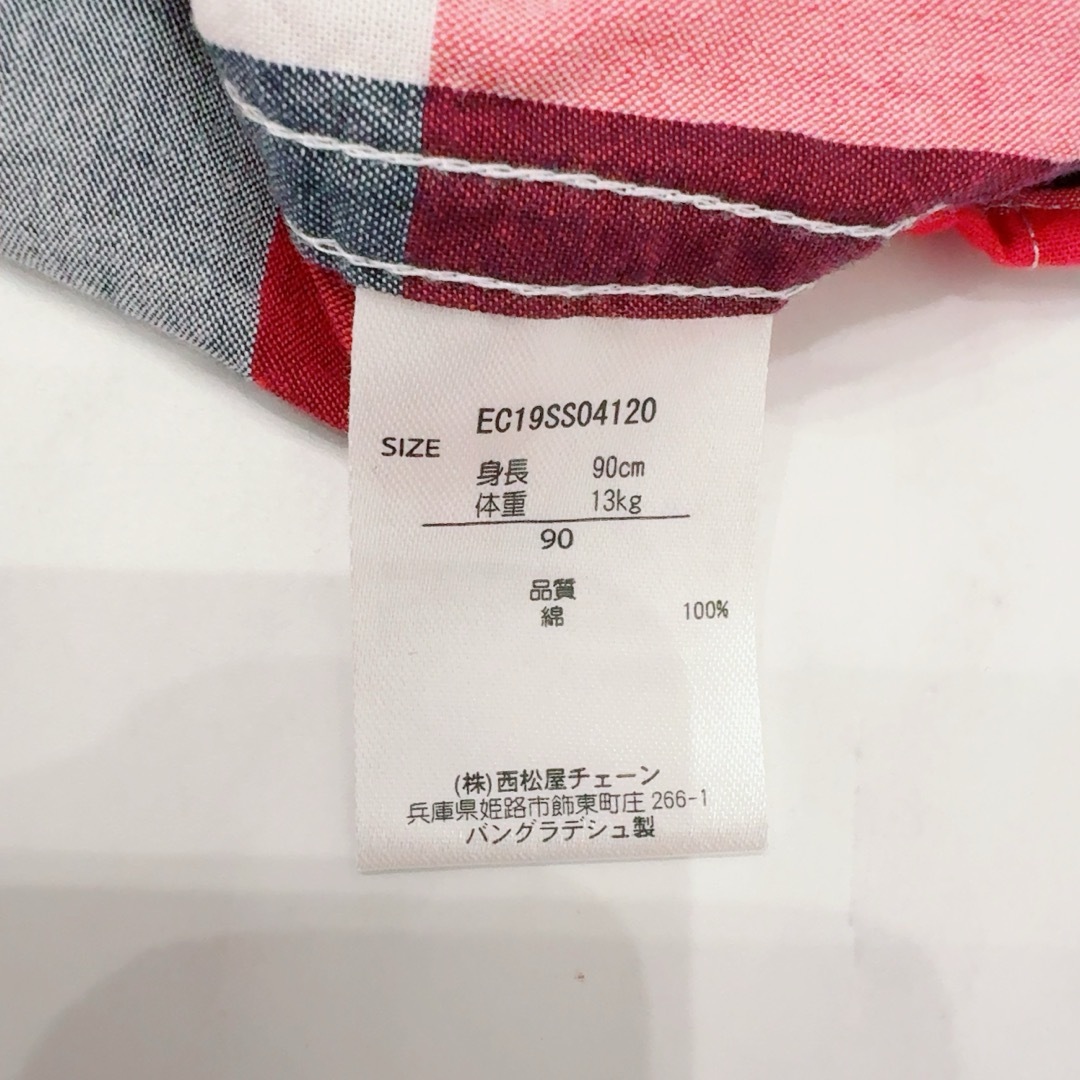 EC19SS04120
SIZE
身長 90cm
体重 13kg
90
品質
綿 100%
(株)西松屋チェーン
兵庫県姫路市飾東町庄 266-1
バングラデシュ製